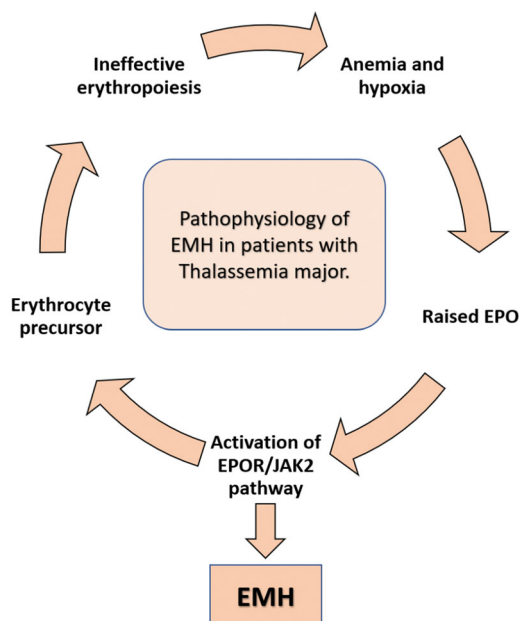 Ineffective
erythropoiesis
Anemia and
hypoxia
Pathophysiology of
EMH in patients with
Thalassemia major.
Erythrocyte
precursor
Raised EPO
Activation of
EPOR/JAK2
pathway
EMH